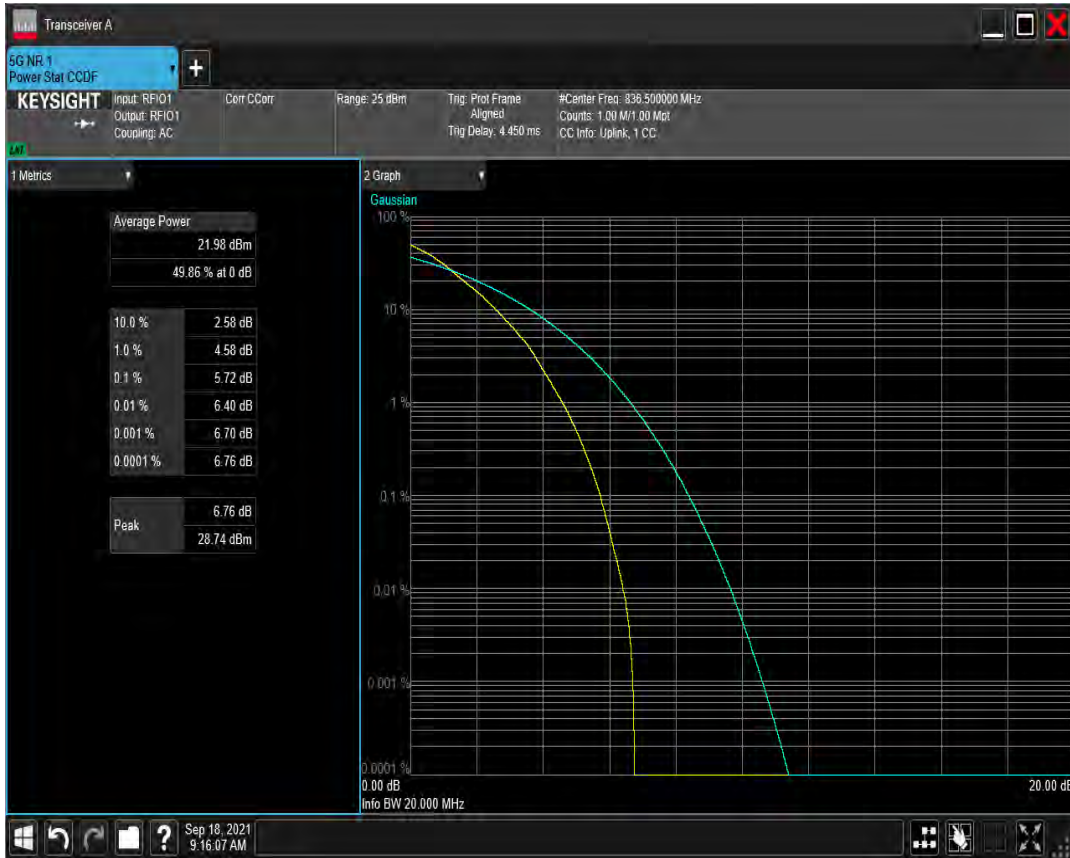 Transceiver A
5G NR 1
Power Stat CCDF
+
KEYSIGHT
Input: RFIO1
Output: RFIO1
Coupling: AC
Corr CCorr
Range: 25 dBm
Trig: Prot Frame
Aligned
Trig Delay: 4.450 ms
#Center Freq: 836.500000 MHz
Counts: 1.00 M/1.00 Mpt
CC Info: Uplink, 1 CC
1 Metrics
Average Power
21.98 dBm
49.86 % at 0 dB
10.0 % 2.58 dB
1.0 % 4.58 dB
0.1 % 5.72 dB
0.01 % 6.40 dB
0.001 % 6.70 dB
0.0001 % 6.76 dB
Peak
6.76 dB
28.74 dBm
2 Graph
Gaussian
100 %
10 %
1 %
0.1 %
0.01 %
0.001 %
0.0001 %
0.00 dB
20.00 dB
Info BW 20.000 MHz
?
Sep 18, 2021
9:16:07 AM